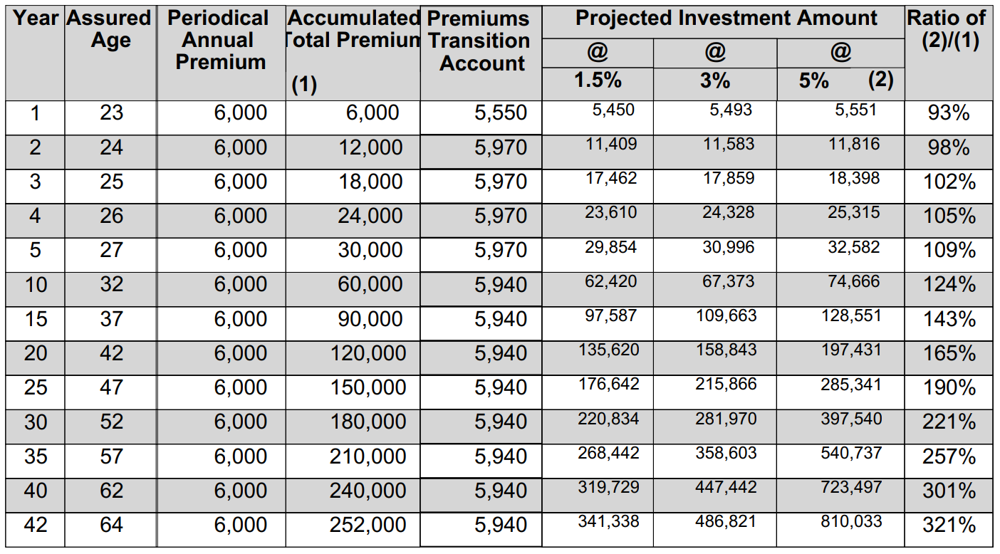 Year Assured Age Periodical Annual Premium Accumulated Total Premium (1) Premiums Transition Account Projected Investment Amount Ratio of (2)/(1)
@ @ @
1.5% 3% 5% (2)
1 23 6,000 6,000 5,550 5,450 5,493 5,551 93%
2 24 6,000 12,000 5,970 11,409 11,583 11,816 98%
3 25 6,000 18,000 5,970 17,462 17,859 18,398 102%
4 26 6,000 24,000 5,970 23,610 24,328 25,315 105%
5 27 6,000 30,000 5,970 29,854 30,996 32,582 109%
10 32 6,000 60,000 5,940 62,420 67,373 74,666 124%
15 37 6,000 90,000 5,940 97,587 109,663 128,551 143%
20 42 6,000 120,000 5,940 135,620 158,843 197,431 165%
25 47 6,000 150,000 5,940 176,642 215,866 285,341 190%
30 52 6,000 180,000 5,940 220,834 281,970 397,540 221%
35 57 6,000 210,000 5,940 268,442 358,603 540,737 257%
40 62 6,000 240,000 5,940 319,729 447,442 723,497 301%
42 64 6,000 252,000 5,940 341,338 486,821 810,033 321%